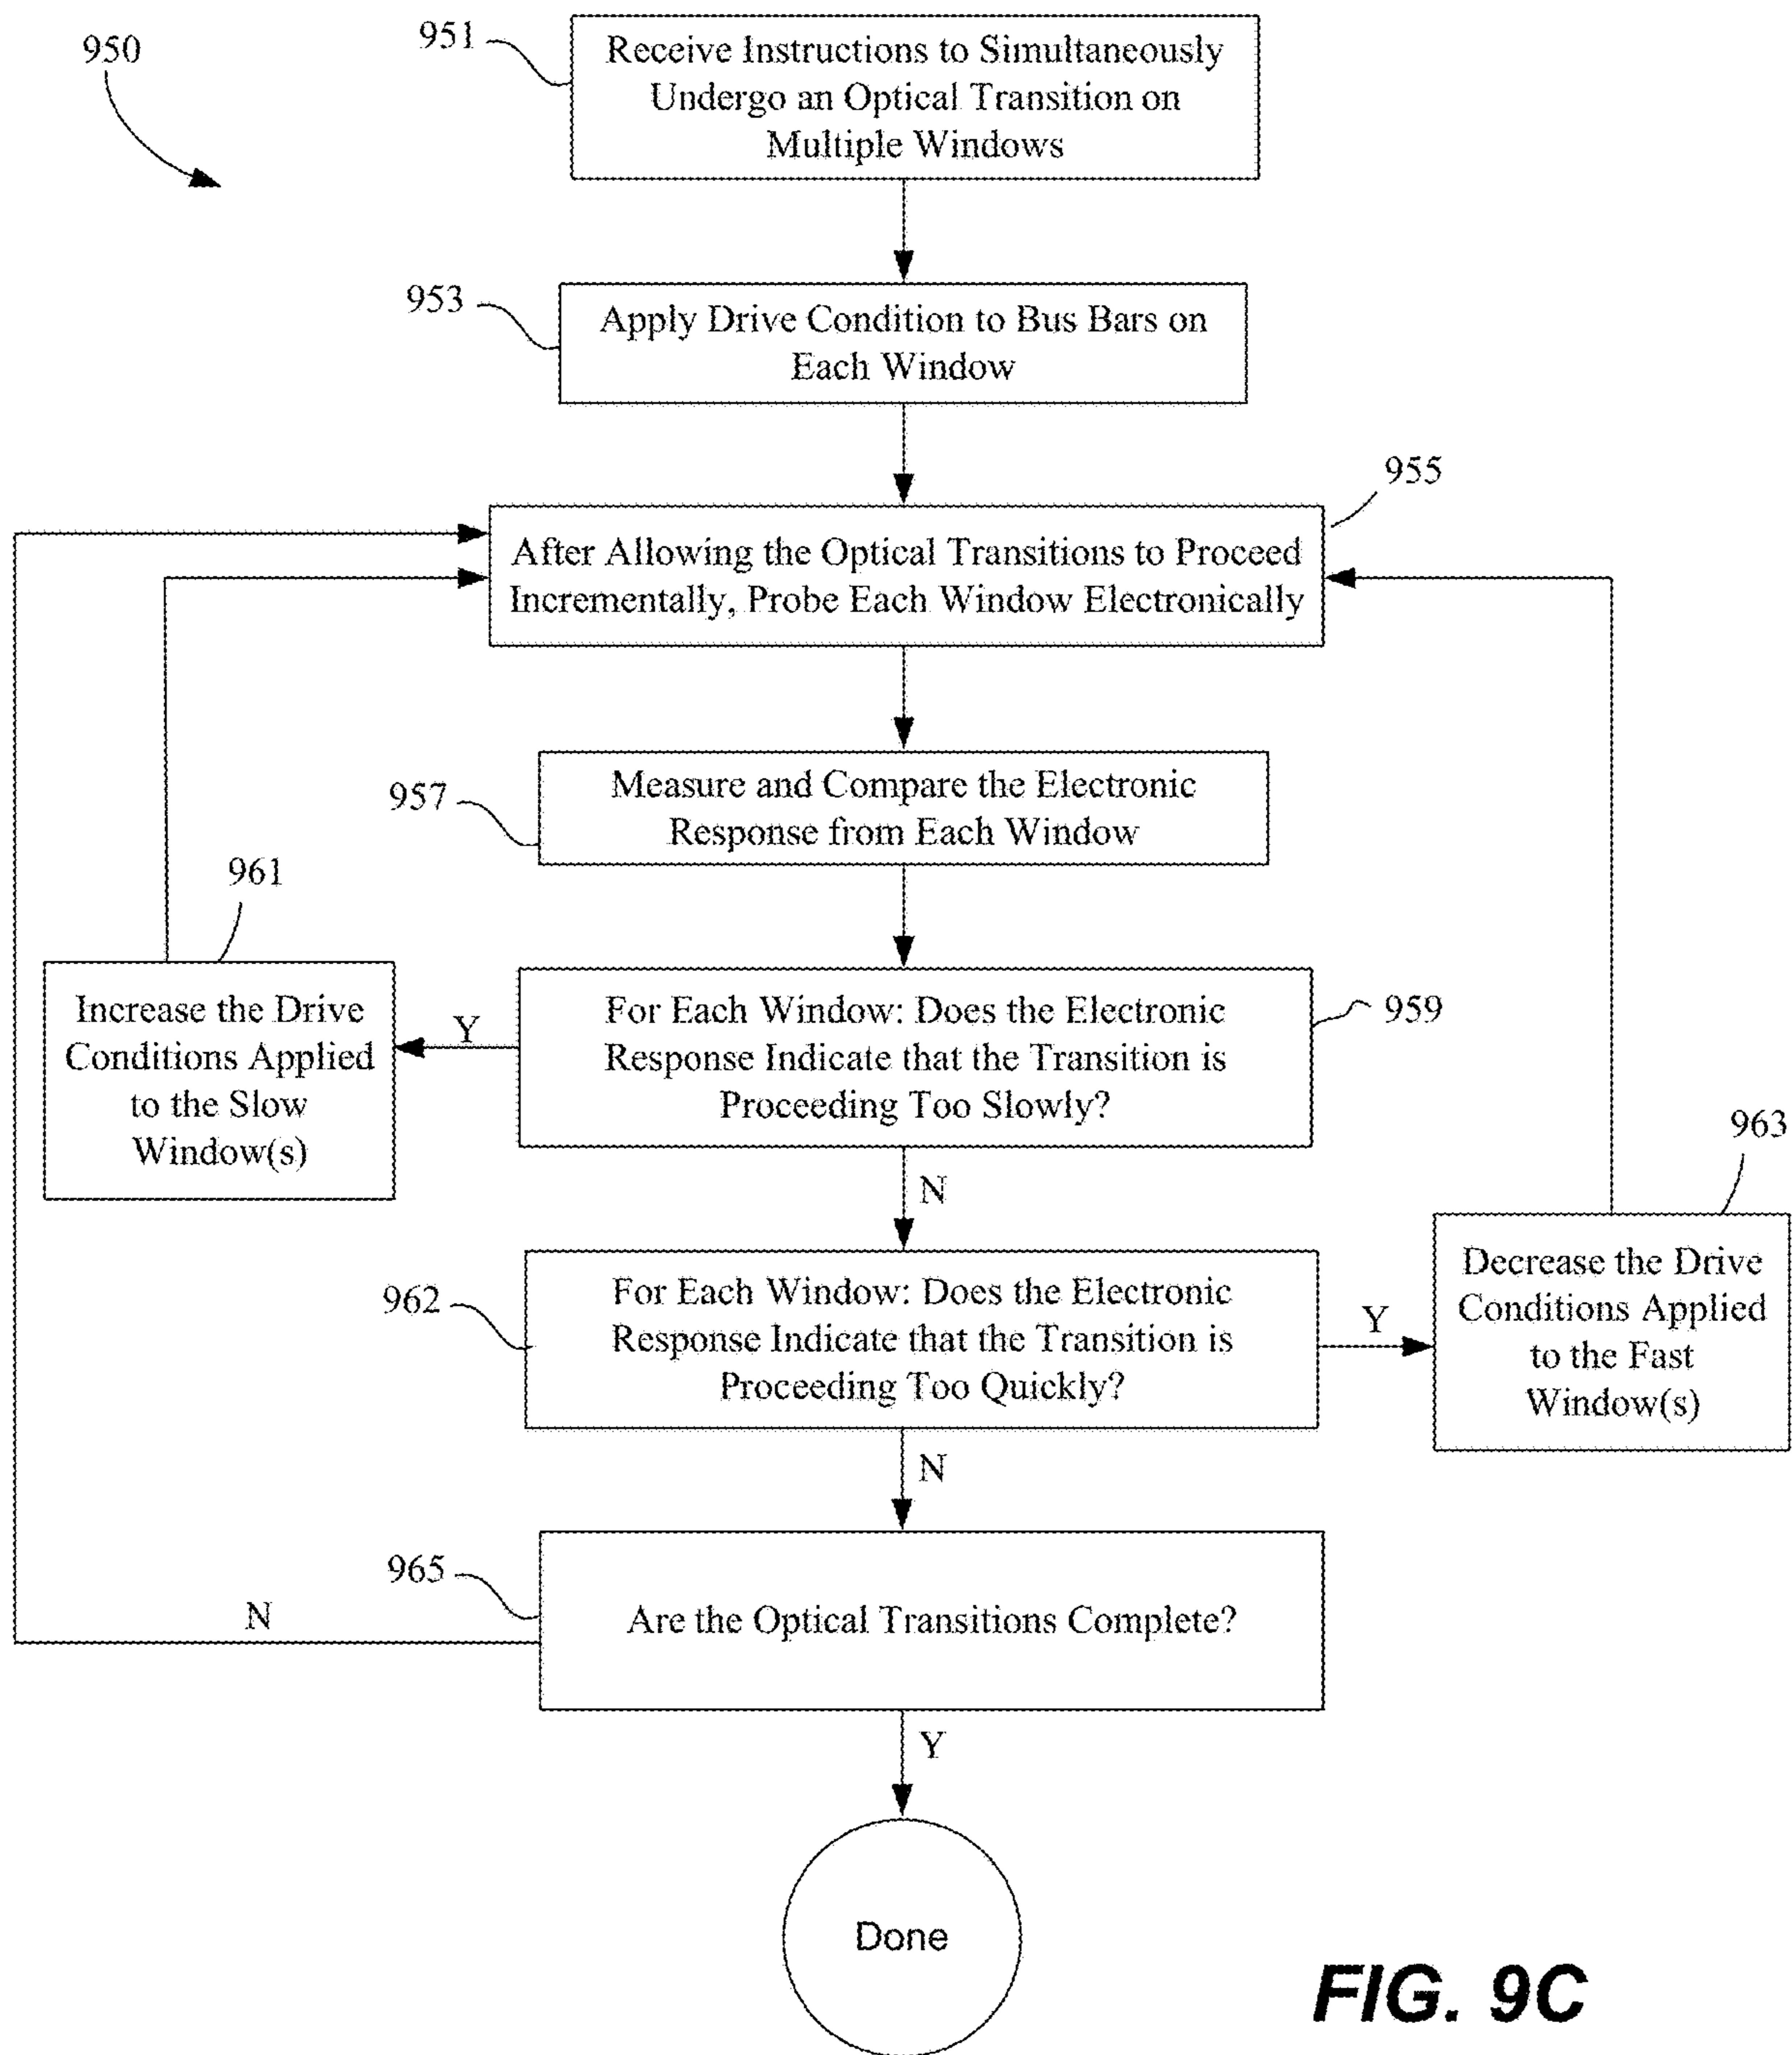 950
951
Receive Instructions to Simultaneously
Undergo an Optical Transition on
Multiple Windows
953
Apply Drive Condition to Bus Bars on
Each Window
955
After Allowing the Optical Transitions to Proceed
Incrementally, Probe Each Window Electronically
957
Measure and Compare the Electronic
Response from Each Window
961
Increase the Drive
Conditions Applied
to the Slow
Window(s)
Y
For Each Window: Does the Electronic
Response Indicate that the Transition is
Proceeding Too Slowly?
959
N
962
For Each Window: Does the Electronic
Response Indicate that the Transition is
Proceeding Too Quickly?
Y
963
Decrease the Drive
Conditions Applied
to the Fast
Window(s)
N
965
Are the Optical Transitions Complete?
N
Y
Done
FIG. 9C